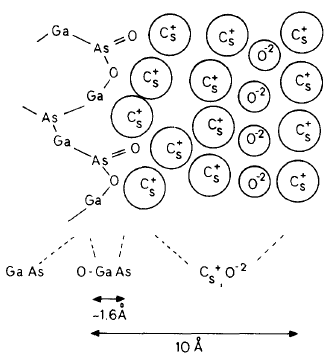 Ga As =O Cs+ Cs+ Cs+
O O-2
Ga Cs+ Cs+ O-2 Cs+
As Cs+
Ga Cs+ O-2 Cs+
As =O Cs+
O Cs+ O-2 Cs+
Ga Cs+
Ga As O-Ga As Cs+, O-2
~1.6Å
10 Å